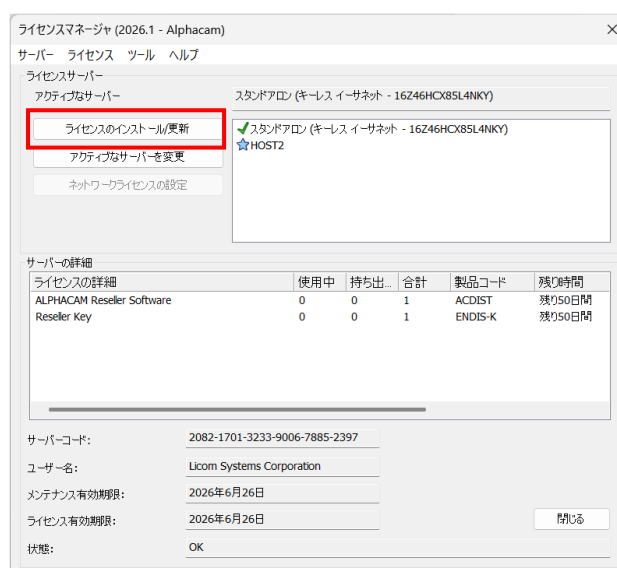 ライセンスマネージャ (2026.1 - Alphacam)
サーバー ライセンス ツール ヘルプ
ライセンスサーバー
アクティブなサーバー スタンドアロン (キーレス イーサネット - 16Z46HCX85L4NKY)
ライセンスのインストール/更新
アクティブなサーバーを変更
ネットワークライセンスの設定
スタンドアロン (キーレス イーサネット - 16Z46HCX85L4NKY)
HOST2
サーバーの詳細
ライセンスの詳細 使用中 持ち出... 合計 製品コード 残り時間
ALPHACAM Reseller Software 0 0 1 ACDIST 残り50日間
Reseller Key 0 0 1 ENDIS-K 残り50日間
サーバーコード: 2082-1701-3233-9006-7885-2397
ユーザー名: Licom Systems Corporation
メンテナンス有効期限: 2026年6月26日
ライセンス有効期限: 2026年6月26日
閉じる
状態: OK